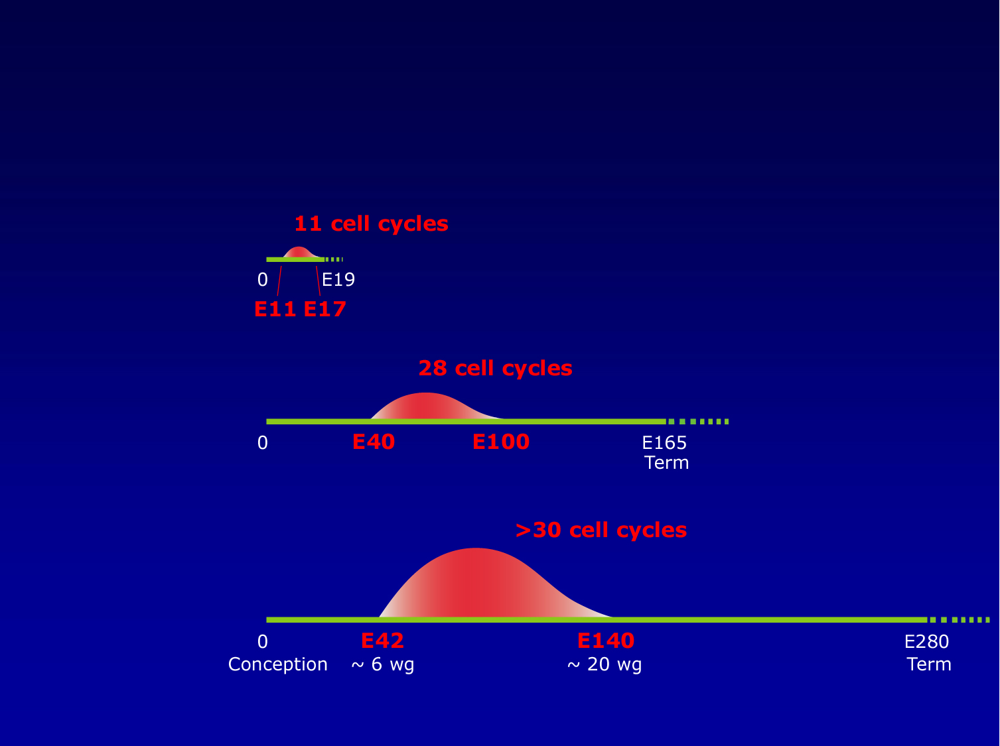 11 cell cycles
0 E19
E11 E17
28 cell cycles
0 E40 E100 E165
Term
>30 cell cycles
0 E42 E140 E280
Conception ~ 6 wg ~ 20 wg Term